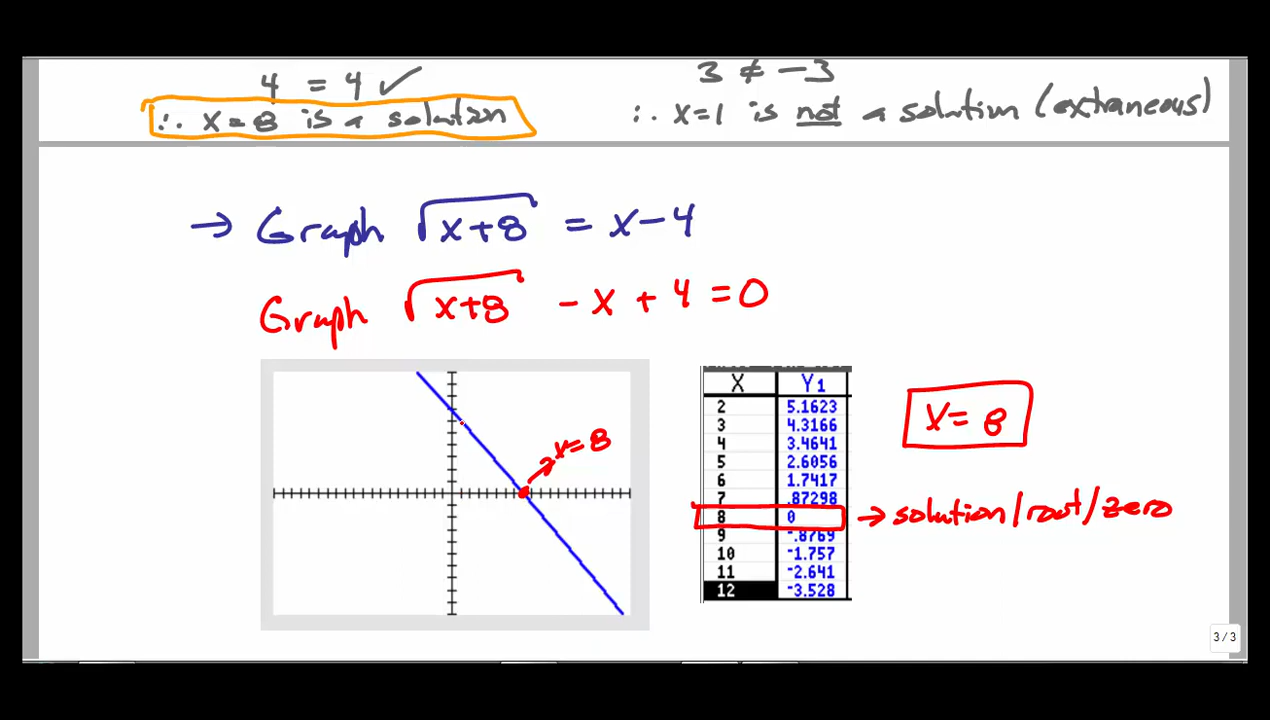 4 = 4 ✓
∴ x=8 is a solution
3 ≠ -3
∴ x=1 is not a solution (extraneous)
→ Graph √x+8 = x-4
Graph √x+8 - x + 4 = 0
x=8
X Y1
2 5.1623
3 4.3166
4 3.4641
5 2.6056
6 1.7417
7 .87298
8 0
9 -.8769
10 -1.757
11 -2.641
12 -3.528
x= 8
→ solution/root/zero
3 / 3